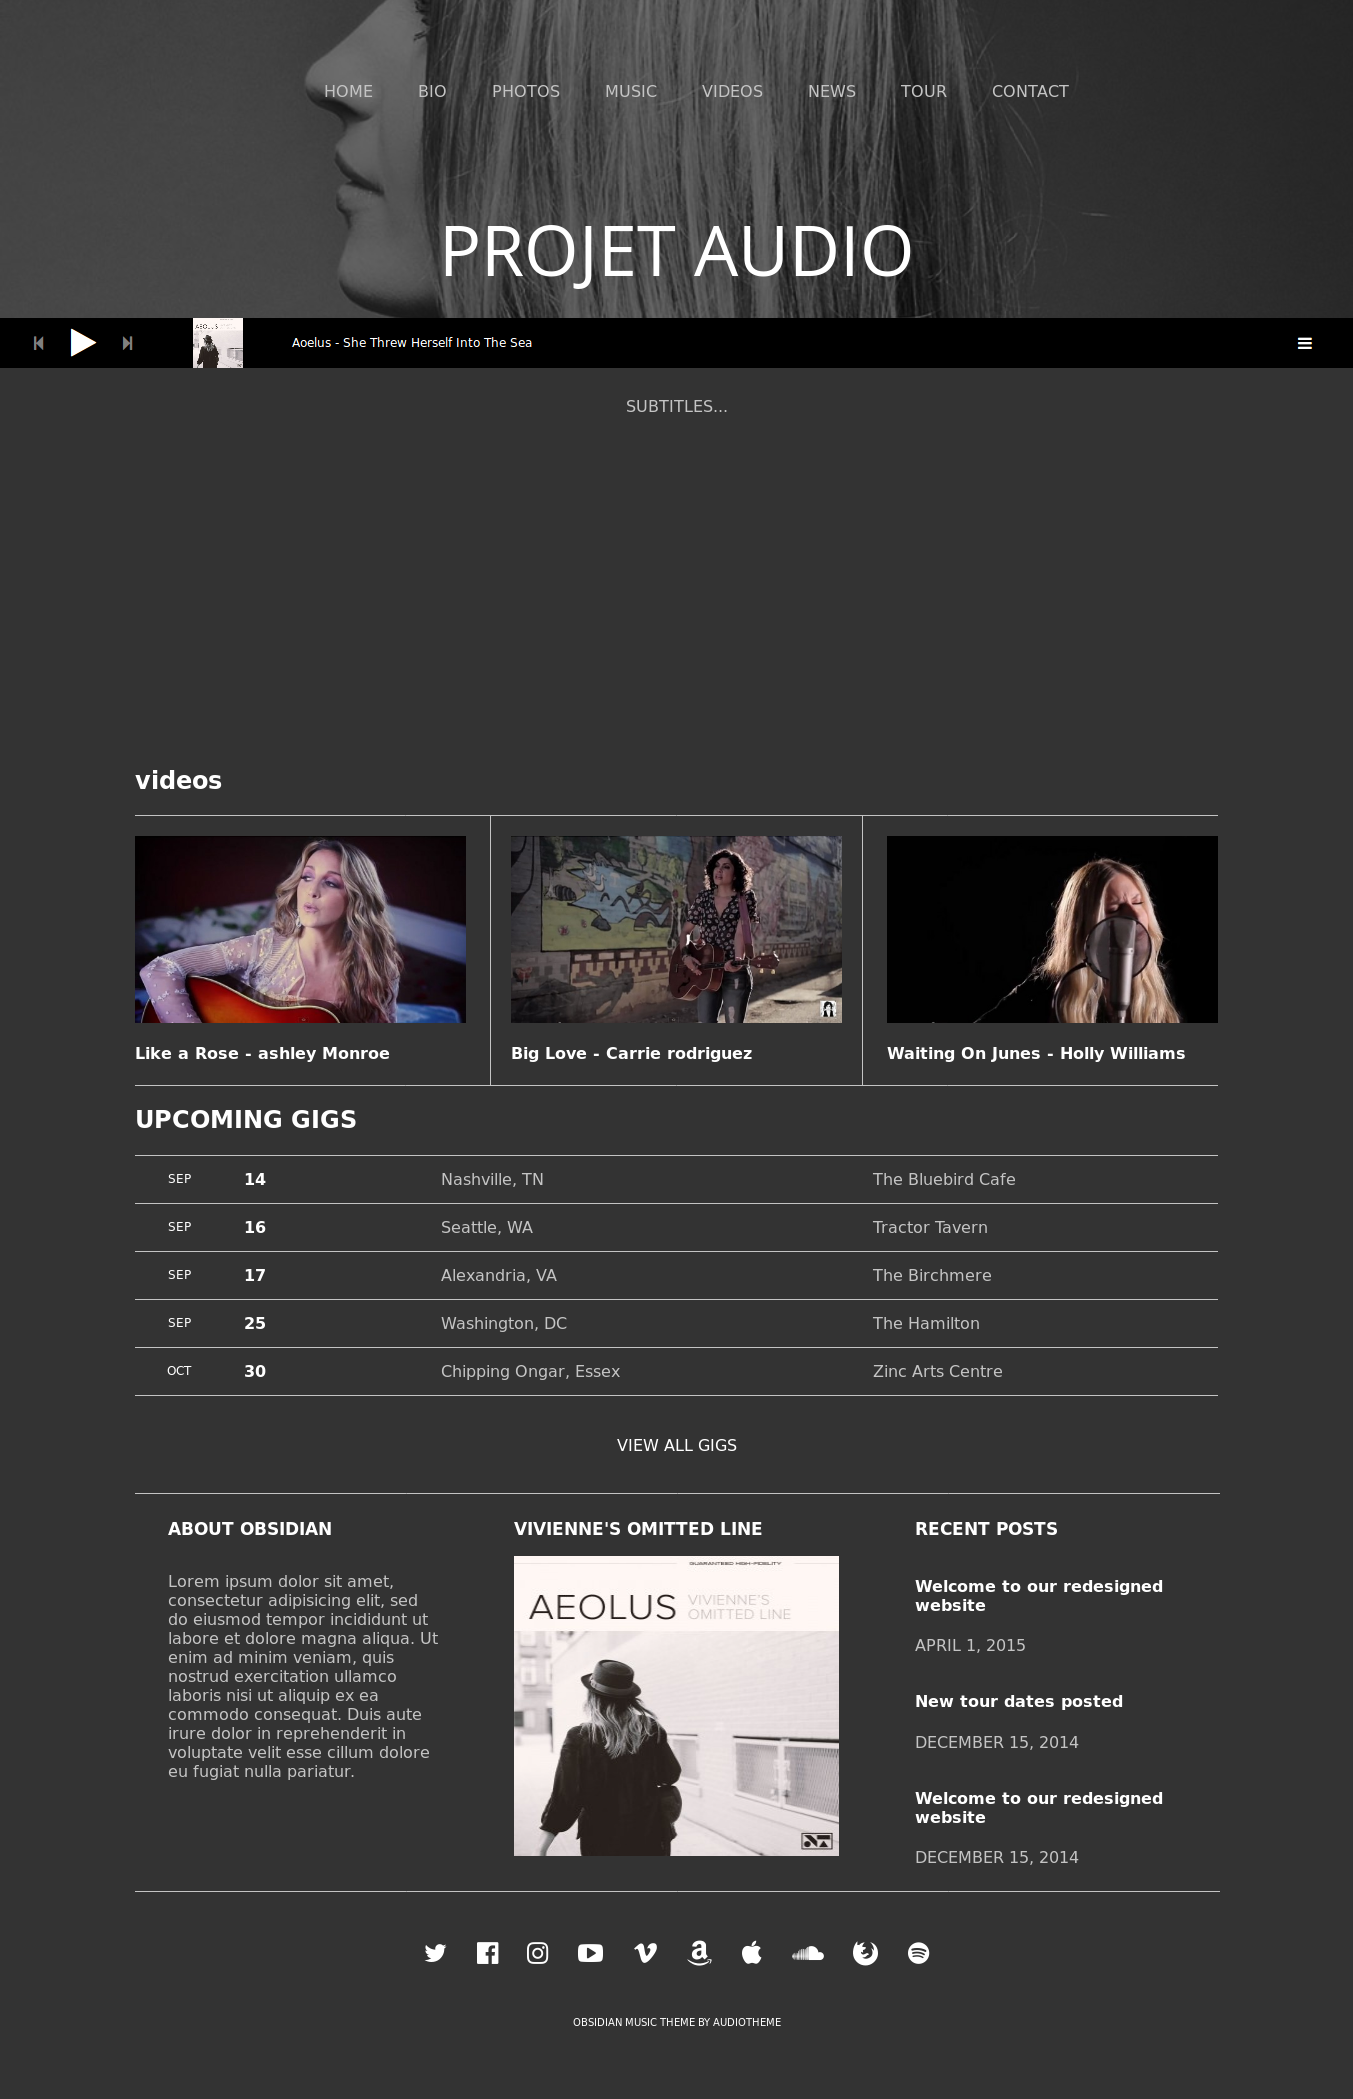 HOME BIO PHOTOS MUSIC VIDEOS NEWS TOUR CONTACT
PROJET AUDIO
AEOLUS
Aoelus - She Threw Herself Into The Sea
SUBTITLES...
videos
Like a Rose - ashley Monroe
Big Love - Carrie rodriguez
Waiting On Junes - Holly Williams
UPCOMING GIGS
SEP 14 Nashville, TN The Bluebird Cafe
SEP 16 Seattle, WA Tractor Tavern
SEP 17 Alexandria, VA The Birchmere
SEP 25 Washington, DC The Hamilton
OCT 30 Chipping Ongar, Essex Zinc Arts Centre
VIEW ALL GIGS
ABOUT OBSIDIAN
Lorem ipsum dolor sit amet,
consectetur adipisicing elit, sed
do eiusmod tempor incididunt ut
labore et dolore magna aliqua. Ut
enim ad minim veniam, quis
nostrud exercitation ullamco
laboris nisi ut aliquip ex ea
commodo consequat. Duis aute
irure dolor in reprehenderit in
voluptate velit esse cillum dolore
eu fugiat nulla pariatur.
VIVIENNE'S OMITTED LINE
GUARANTEED HIGH-FIDELITY
AEOLUS VIVIENNE'S
OMITTED LINE
RECENT POSTS
Welcome to our redesigned
website
APRIL 1, 2015
New tour dates posted
DECEMBER 15, 2014
Welcome to our redesigned
website
DECEMBER 15, 2014
OBSIDIAN MUSIC THEME BY AUDIOTHEME